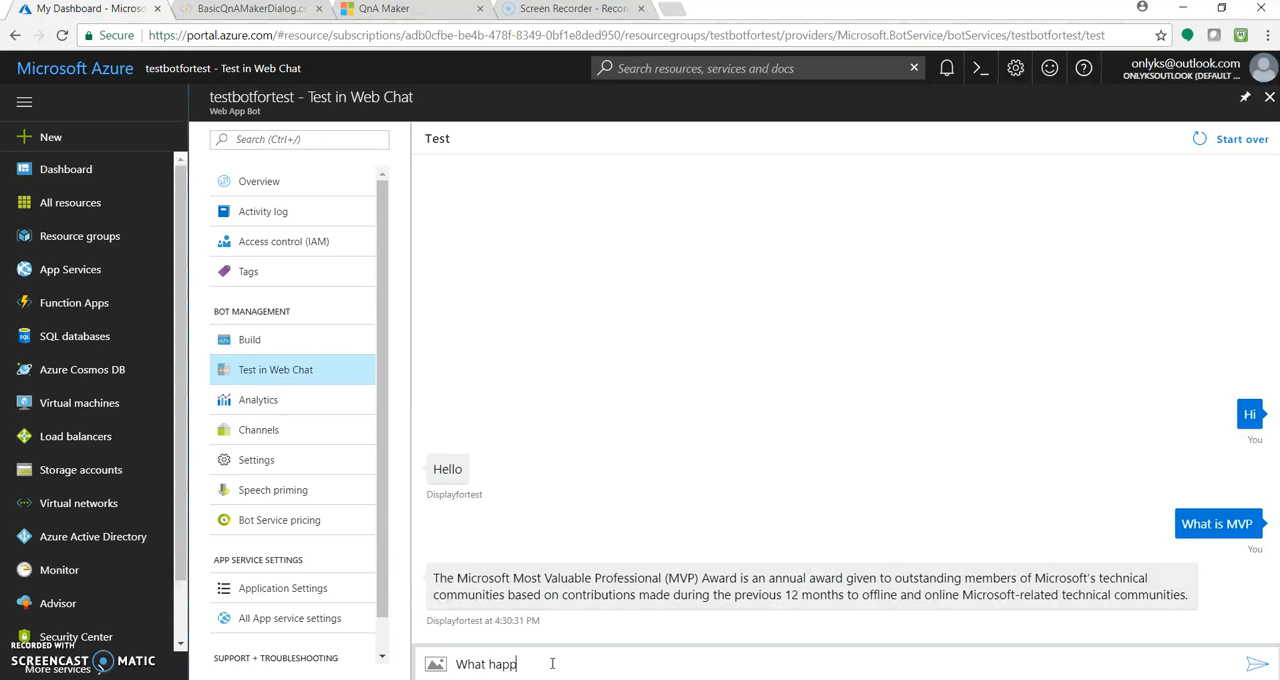 My Dashboard - Microso
BasicQnAMakerDialog.cs
QnA Maker
Screen Recorder - Recor
Secure
https://portal.azure.com/#resource/subscriptions/adb0cfbe-be4b-478f-8349-0bf1e8ded950/resourcegroups/testbotfortest/providers/Microsoft.BotService/botServices/testbotfortest/test
Microsoft Azure
testbotfortest - Test in Web Chat
Search resources, services and docs
onlyks@outlook.com
ONLYKSOUTLOOK (DEFAULT ...
testbotfortest - Test in Web Chat
Web App Bot
New
Dashboard
All resources
Resource groups
App Services
Function Apps
SQL databases
Azure Cosmos DB
Virtual machines
Load balancers
Storage accounts
Virtual networks
Azure Active Directory
Monitor
Advisor
Security Center
More services
RECORDED WITH
SCREENCAST MATIC
Search (Ctrl+/)
Overview
Activity log
Access control (IAM)
Tags
BOT MANAGEMENT
Build
Test in Web Chat
Analytics
Channels
Settings
Speech priming
Bot Service pricing
APP SERVICE SETTINGS
Application Settings
All App service settings
SUPPORT + TROUBLESHOOTING
Test
Start over
Hi
You
Hello
Displayfortest
What is MVP
You
The Microsoft Most Valuable Professional (MVP) Award is an annual award given to outstanding members of Microsoft's technical
communities based on contributions made during the previous 12 months to offline and online Microsoft-related technical communities.
Displayfortest at 4:30:31 PM
What happ